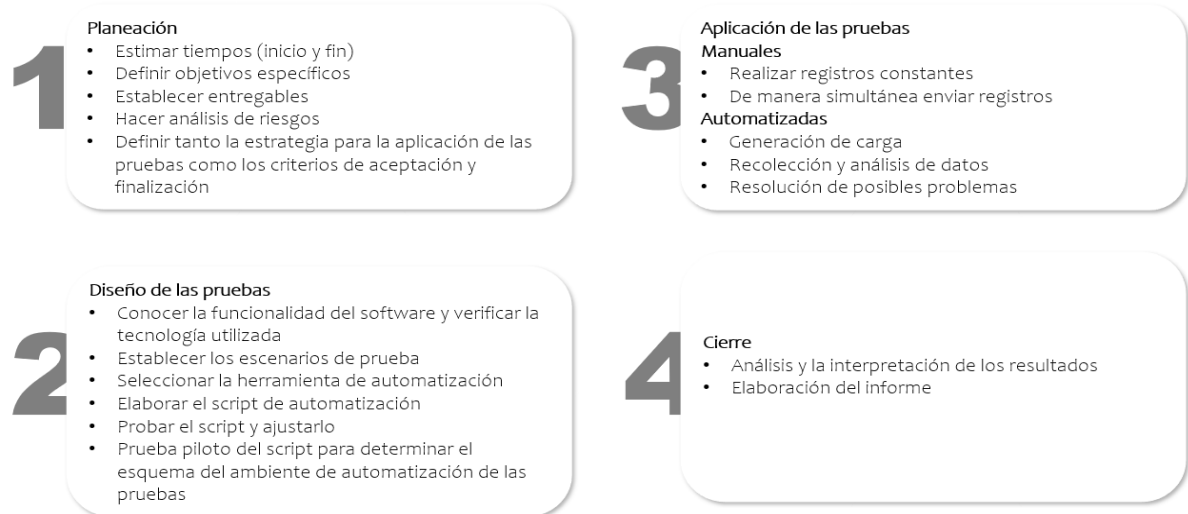 1
Planeación
• Estimar tiempos (inicio y fin)
• Definir objetivos específicos
• Establecer entregables
• Hacer análisis de riesgos
• Definir tanto la estrategia para la aplicación de las
pruebas como los criterios de aceptación y
finalización
2
Diseño de las pruebas
• Conocer la funcionalidad del software y verificar la
tecnología utilizada
• Establecer los escenarios de prueba
• Seleccionar la herramienta de automatización
• Elaborar el script de automatización
• Probar el script y ajustarlo
• Prueba piloto del script para determinar el
esquema del ambiente de automatización de las
pruebas
3
Aplicación de las pruebas
Manuales
• Realizar registros constantes
• De manera simultánea enviar registros
Automatizadas
• Generación de carga
• Recolección y análisis de datos
• Resolución de posibles problemas
4
Cierre
• Análisis y la interpretación de los resultados
• Elaboración del informe